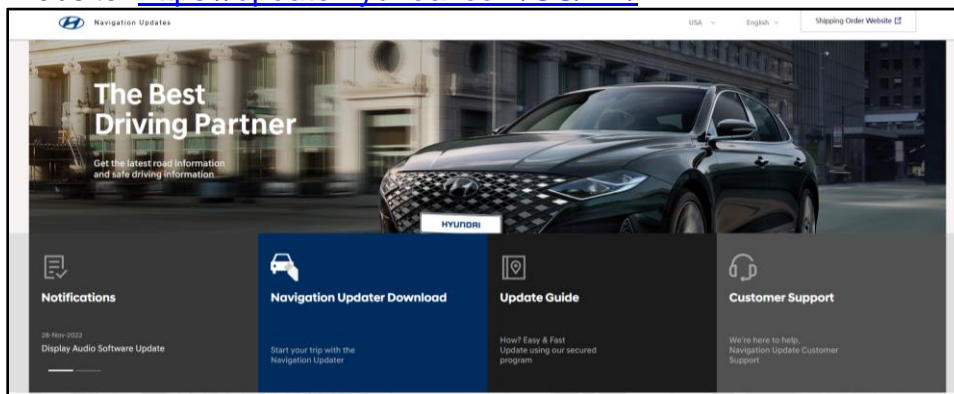 Navigation Updates
USA
English
Shipping Order Website
The Best
Driving Partner
Get the latest road information
and safe driving information
HYUNDAI
Notifications
28-Nov-2022
Display Audio Software Update
Navigation Updater Download
Start your trip with the
Navigation Updater
Update Guide
How? Easy & Fast
Update using our secured
program
Customer Support
We're here to help,
Navigation Update Customer
Support